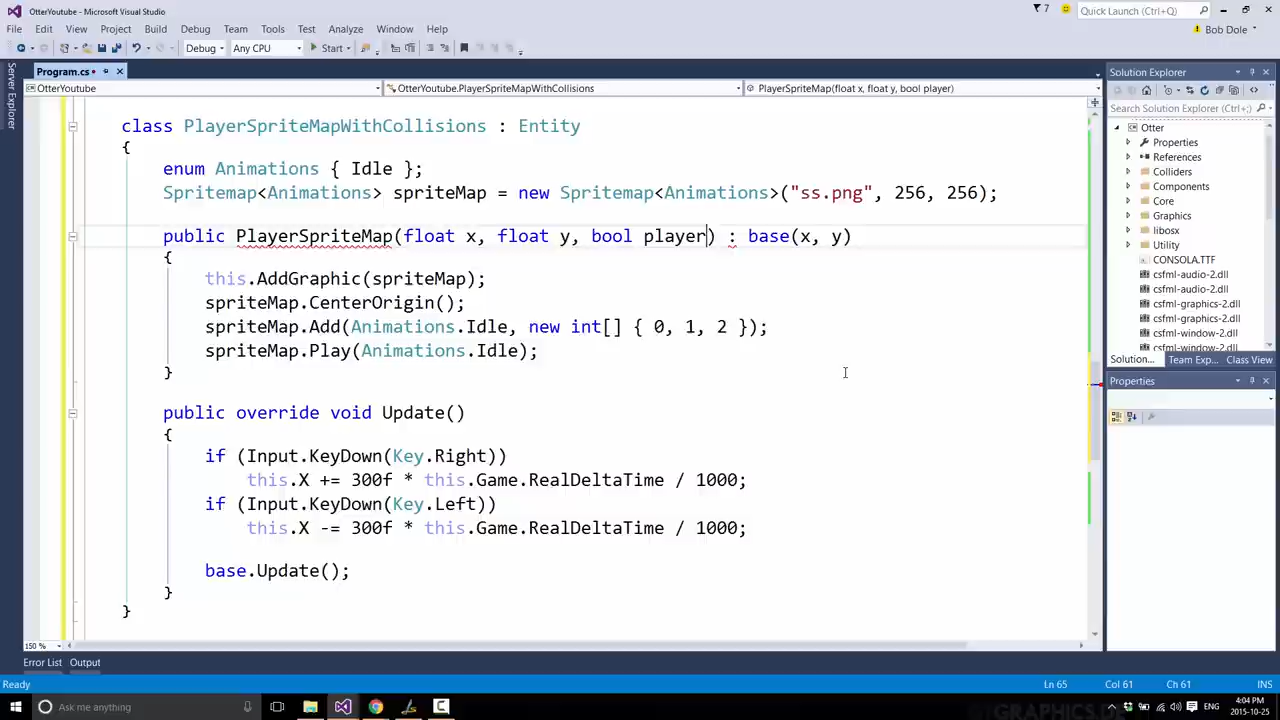 OtterYoutube - Microsoft Visual Studio
7
Quick Launch (Ctrl+Q)
File Edit View Project Build Debug Team Tools Test Analyze Window Help
Bob Dole
Debug Any CPU Start
Server Explorer
Program.cs
OtterYoutube
OtterYoutube.PlayerSpriteMapWithCollisions
PlayerSpriteMap(float x, float y, bool player)
class PlayerSpriteMapWithCollisions : Entity
{
enum Animations { Idle };
Spritemap<Animations> spriteMap = new Spritemap<Animations>("ss.png", 256, 256);
public PlayerSpriteMap(float x, float y, bool player) : base(x, y)
{
this.AddGraphic(spriteMap);
spriteMap.CenterOrigin();
spriteMap.Add(Animations.Idle, new int[] { 0, 1, 2 });
spriteMap.Play(Animations.Idle);
}
public override void Update()
{
if (Input.KeyDown(Key.Right))
this.X += 300f * this.Game.RealDeltaTime / 1000;
if (Input.KeyDown(Key.Left))
this.X -= 300f * this.Game.RealDeltaTime / 1000;
base.Update();
}
}
150 %
Solution Explorer
Search Solution Explorer (Ctrl+;)
Otter
Properties
References
Colliders
Components
Core
Graphics
libosx
Utility
CONSOLA.TTF
csfml-audio-2.dll
csfml-audio-2.dll
csfml-graphics-2.dll
csfml-graphics-2.dll
csfml-window-2.dll
csfml-window-2.dll
Solution... Team Exp... Class View
Properties
Error List Output
Ready
Ln 65 Col 61 Ch 61 INS
Ask me anything
ENG
4:04 PM
2015-10-25